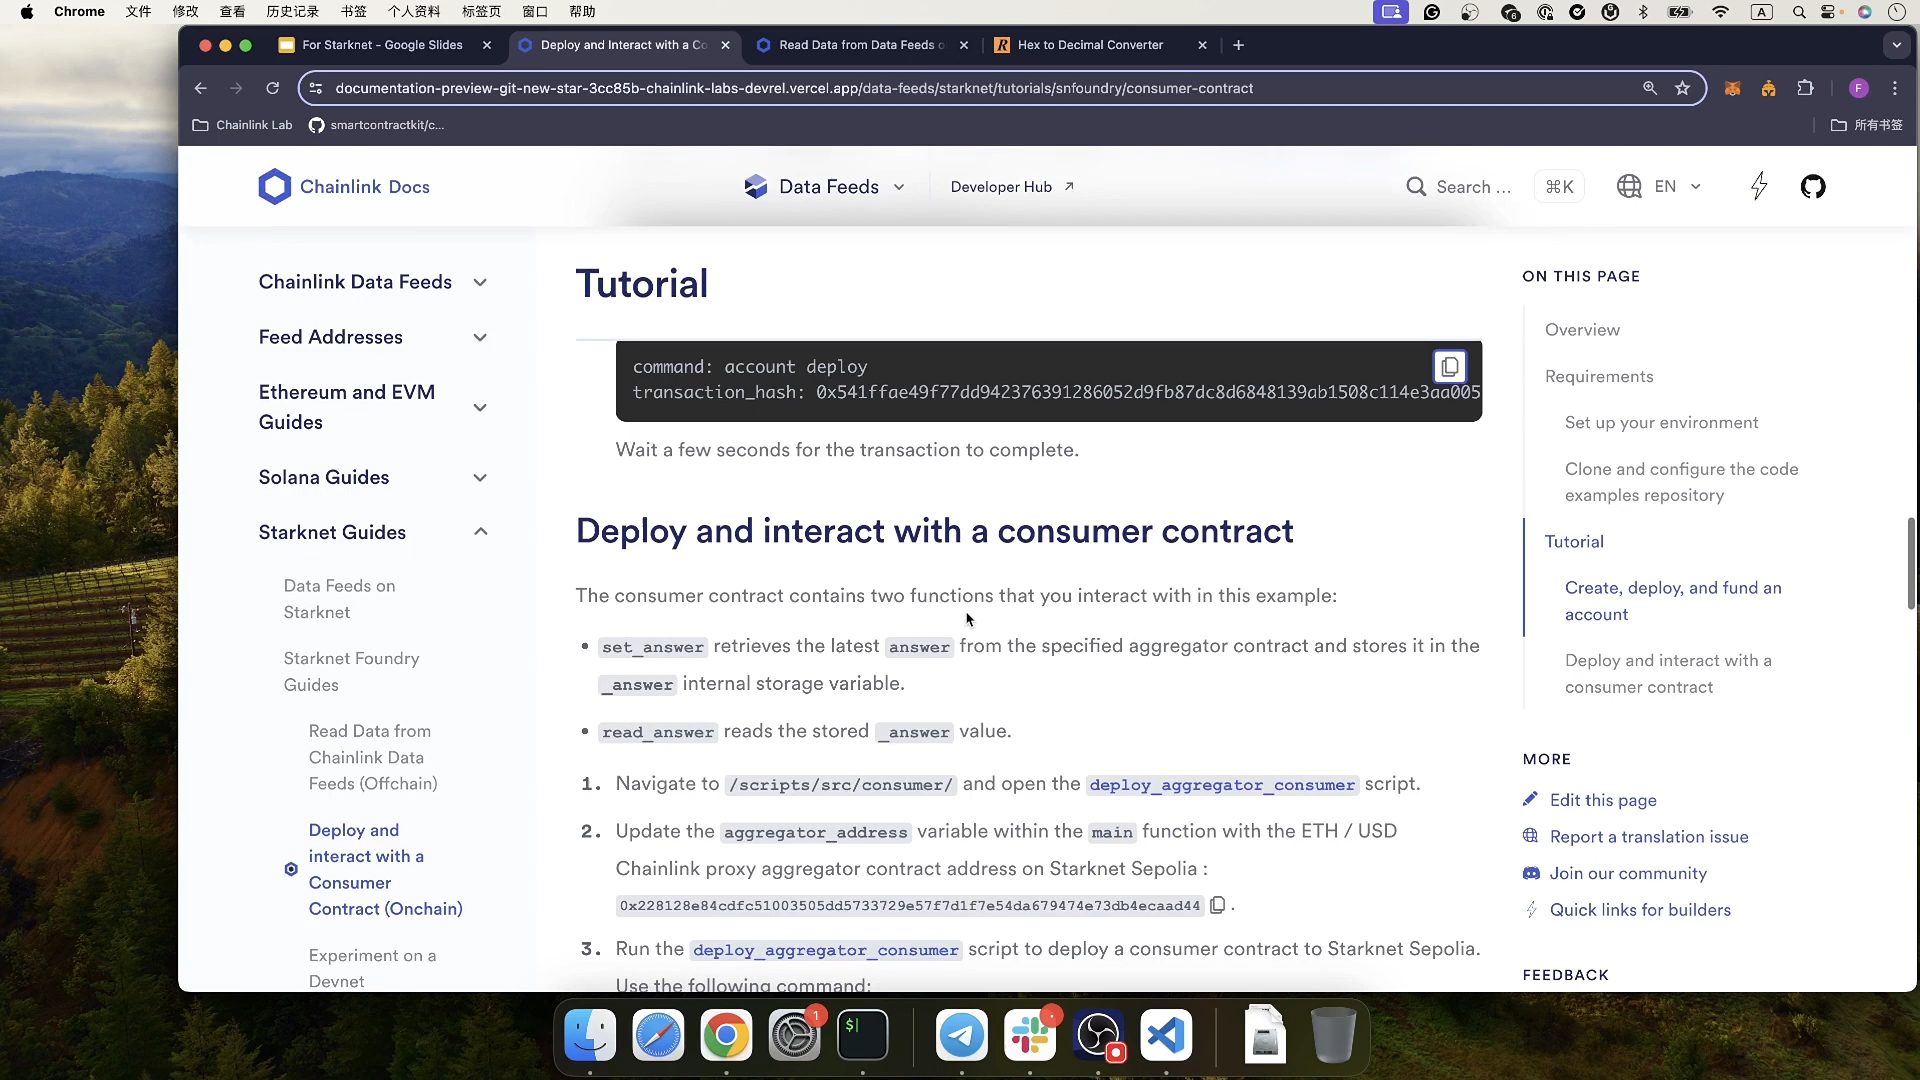 Chrome 文件 修改 查看 历史记录 书签 个人资料 标签页 窗口 帮助 6 A
For Starknet - Google Slides Deploy and Interact with a Co Read Data from Data Feeds o R Hex to Decimal Converter
documentation-preview-git-new-star-3cc85b-chainlink-labs-devrel.vercel.app/data-feeds/starknet/tutorials/snfoundry/consumer-contract F
Chainlink Lab smartcontractkit/c... 所有书签
Chainlink Docs Data Feeds Developer Hub ↗ Search ... ⌘K EN
Chainlink Data Feeds
Feed Addresses
Ethereum and EVM
Guides
Solana Guides
Starknet Guides
Data Feeds on
Starknet
Starknet Foundry
Guides
Read Data from
Chainlink Data
Feeds (Offchain)
Deploy and
interact with a
Consumer
Contract (Onchain)
Experiment on a
Devnet
Tutorial
command: account deploy
transaction_hash: 0x541ffae49f77dd942376391286052d9fb87dc8d6848139ab1508c114e3aa005
Wait a few seconds for the transaction to complete.
Deploy and interact with a consumer contract
The consumer contract contains two functions that you interact with in this example:
• set_answer retrieves the latest answer from the specified aggregator contract and stores it in the
_answer internal storage variable.
• read_answer reads the stored _answer value.
1. Navigate to /scripts/src/consumer/ and open the deploy_aggregator_consumer script.
2. Update the aggregator_address variable within the main function with the ETH / USD
Chainlink proxy aggregator contract address on Starknet Sepolia :
0x228128e84cdfc51003505dd5733729e57f7d1f7e54da679474e73db4ecaad44 .
3. Run the deploy_aggregator_consumer script to deploy a consumer contract to Starknet Sepolia.
Use the following command:
ON THIS PAGE
Overview
Requirements
Set up your environment
Clone and configure the code
examples repository
Tutorial
Create, deploy, and fund an
account
Deploy and interact with a
consumer contract
MORE
Edit this page
Report a translation issue
Join our community
Quick links for builders
FEEDBACK
1
$